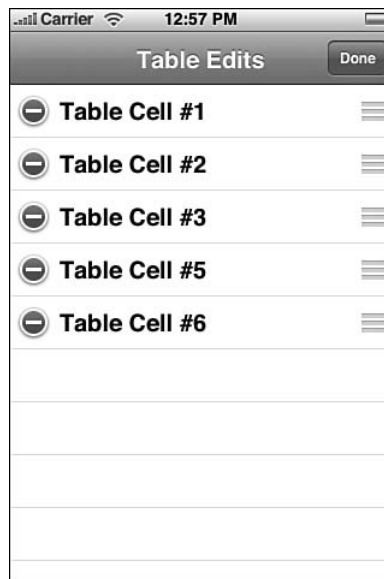 Carrier 12:57 PM
Table Edits Done
Table Cell #1
Table Cell #2
Table Cell #3
Table Cell #5
Table Cell #6